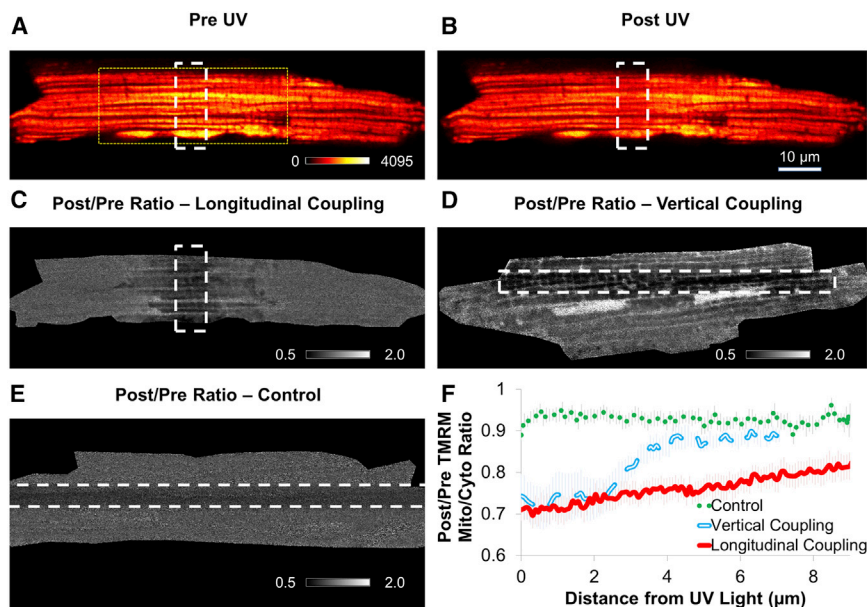 A
Pre UV
B
Post UV
0 4095
10 μm
C
Post/Pre Ratio – Longitudinal Coupling
D
Post/Pre Ratio – Vertical Coupling
0.5 2.0
0.5 2.0
E
Post/Pre Ratio – Control
0.5 2.0
F
Post/Pre TMRM
Mito/Cyto Ratio
1
0.9
0.8
0.7
0.6
Control
Vertical Coupling
Longitudinal Coupling
0 2 4 6 8
Distance from UV Light (μm)